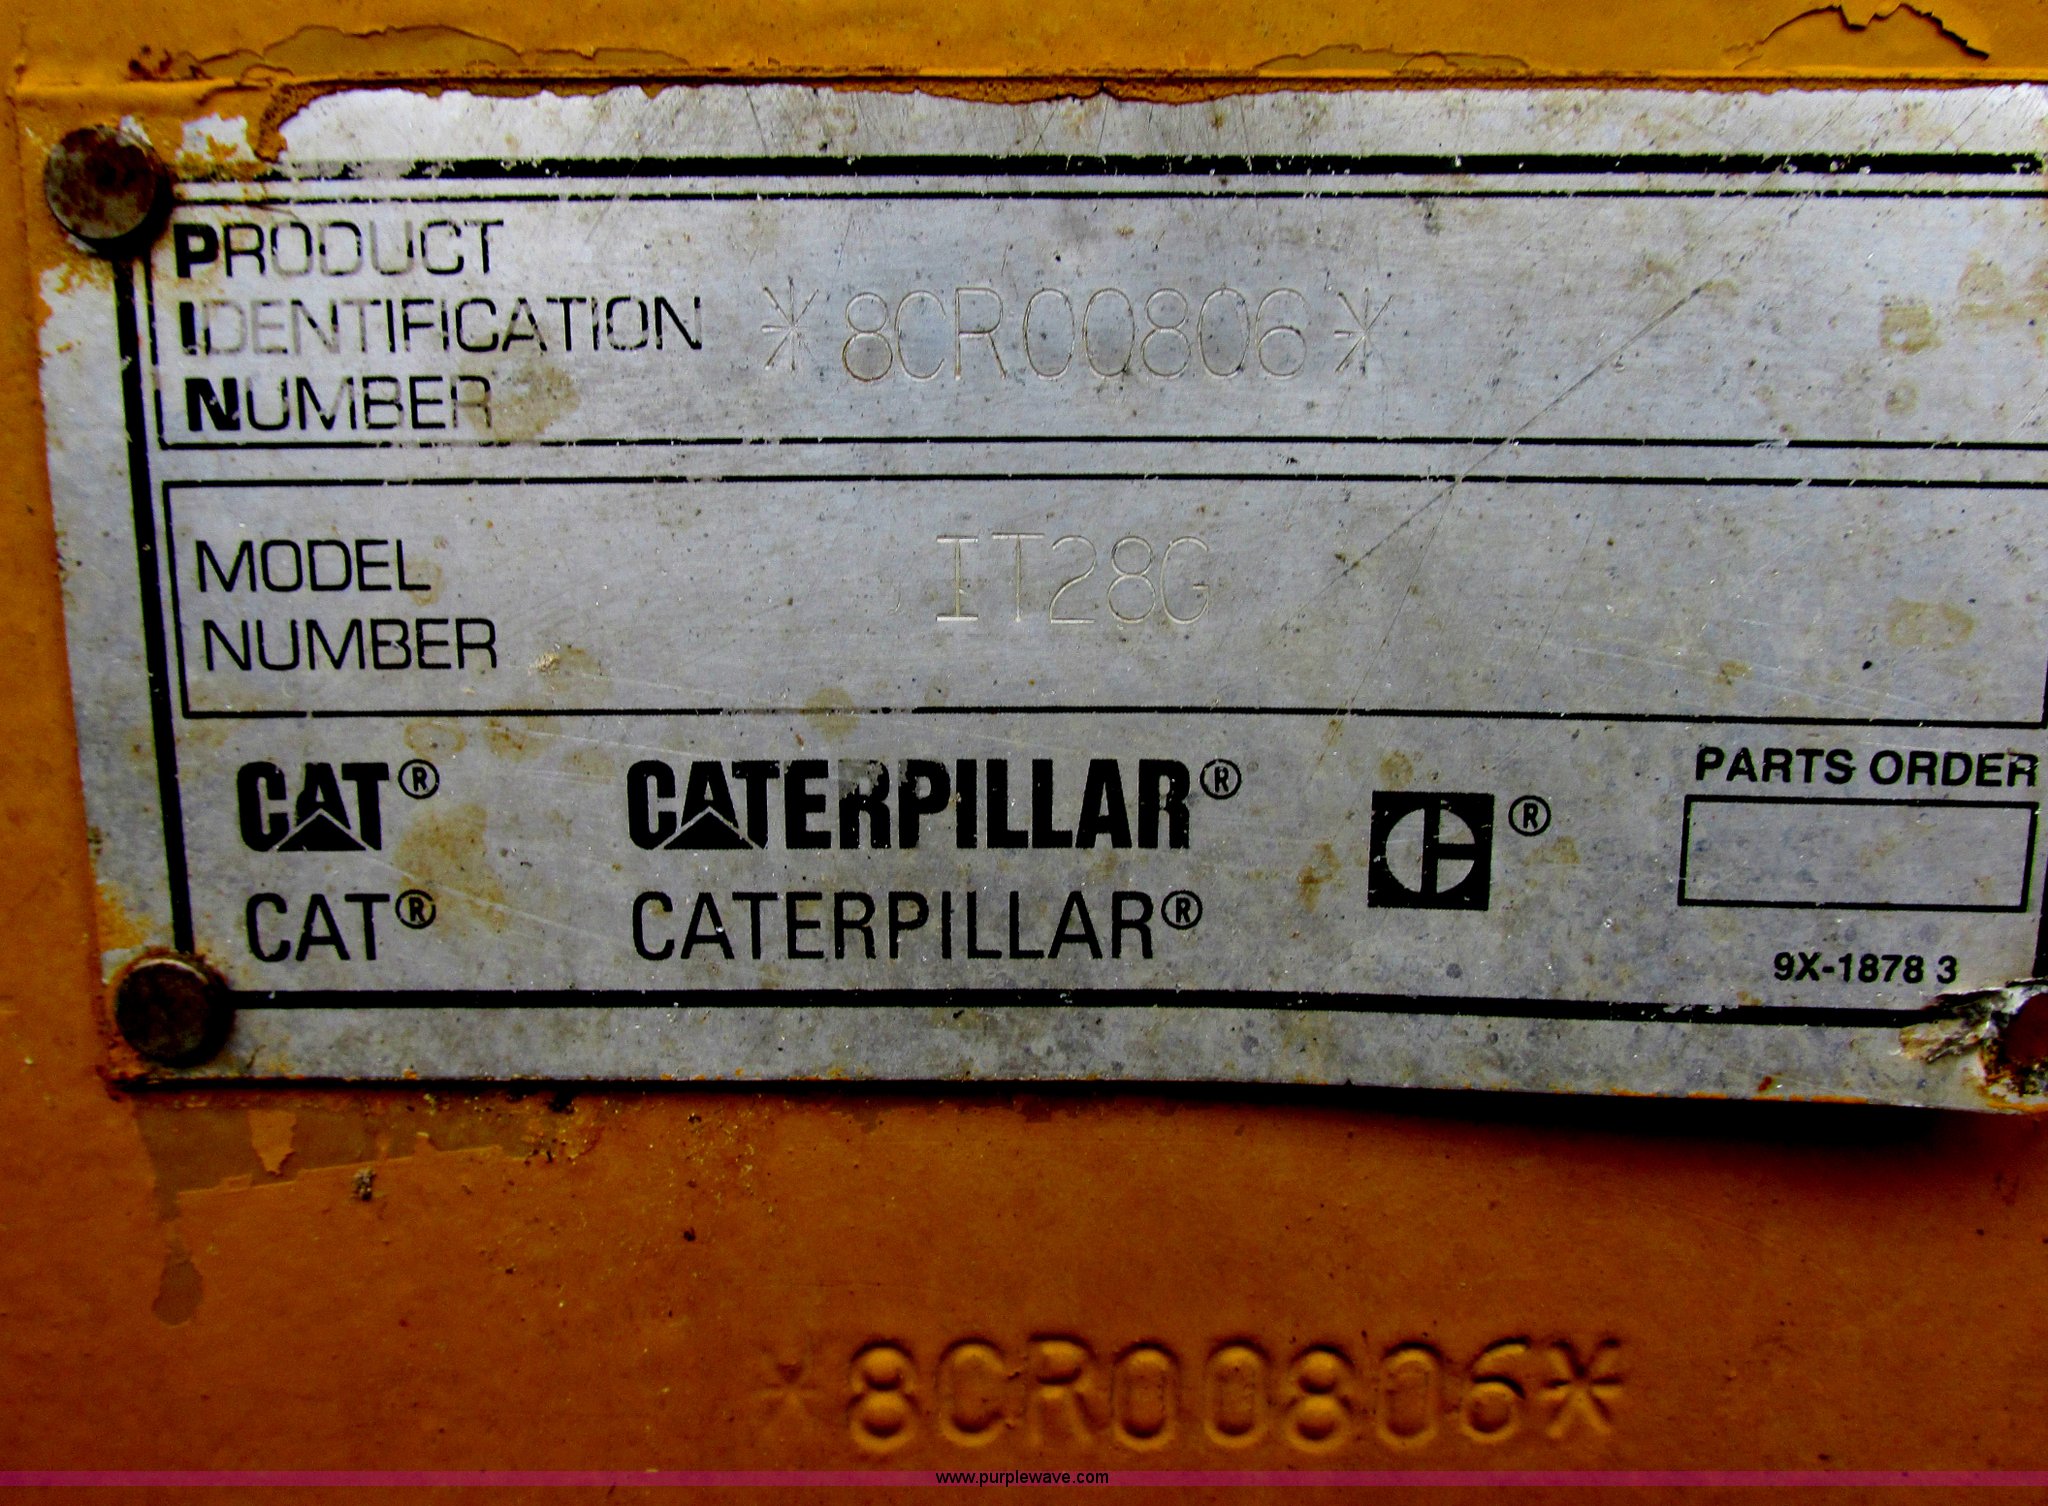 PRODUCT
IDENTIFICATION
NUMBER
*8CR00806*
MODEL
NUMBER
IT28G
CAT® CATERPILLAR® ®
CAT® CATERPILLAR®
PARTS ORDER
9X-1878 3
*8CR00806*
www.purplewave.com